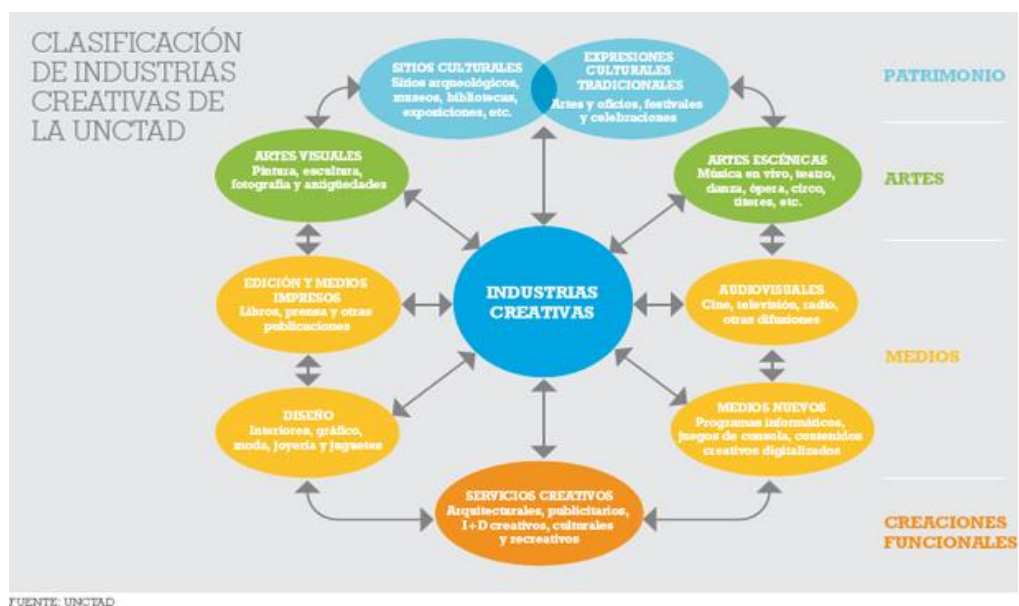 CLASIFICACIÓN
DE INDUSTRIAS
CREATIVAS DE
LA UNCTAD
SITIOS CULTURALES
Sitios arqueológicos,
museos, bibliotecas,
exposiciones, etc.
EXPRESIONES
CULTURALES
TRADICIONALES
Artes y oficios, festivales
y celebraciones
PATRIMONIO
ARTES VISUALES
Pintura, escultura,
fotografía y antigüedades
ARTES ESCÉNICAS
Música en vivo, teatro,
danza, ópera, circo,
títeres, etc.
ARTES
EDICIÓN Y MEDIOS
IMPRESOS
Libros, prensa y otras
publicaciones
INDUSTRIAS
CREATIVAS
AUDIOVISUALES
Cine, televisión, radio,
otras difusiones
MEDIOS
DISEÑO
Interiores, gráfico,
moda, joyería y juguetes
MEDIOS NUEVOS
Programas informáticos,
juegos de consola, contenidos
creativos digitalizados
SERVICIOS CREATIVOS
Arquitecturales, publicitarios,
I+D creativos, culturales
y recreativos
CREACIONES
FUNCIONALES
FUENTE: UNCTAD